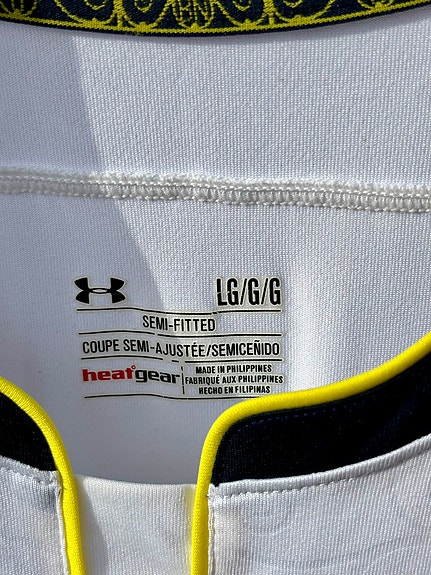 LG/G/G
SEMI-FITTED
COUPE SEMI-AJUSTÉE/SEMICEÑIDO
heatgear
MADE IN PHILIPPINES
FABRIQUÉ AUX PHILIPPINES
HECHO EN FILIPINAS